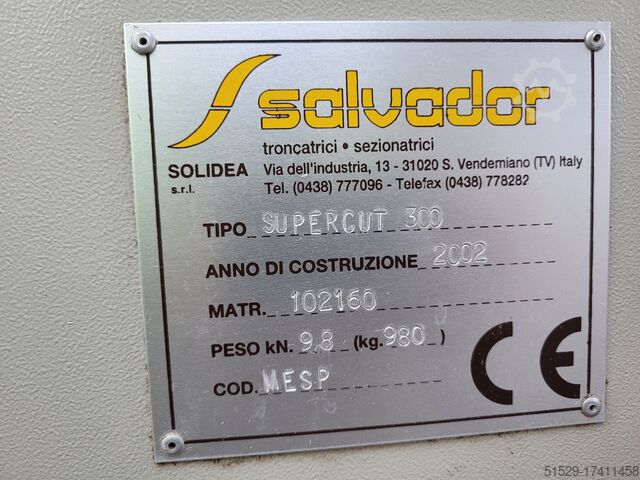 salvador
troncatrici • sezionatrici
SOLIDEA s.r.l.
Via dell'industria, 13 - 31020 S. Vendemiano (TV) Italy
Tel. (0438) 777096 - Telefax (0438) 778282
TIPO SUPERCUT 300
ANNO DI COSTRUZIONE 2002
MATR. 102160
PESO kN. 9.8 (kg. 980)
COD. MESP
CE
51529-17411458